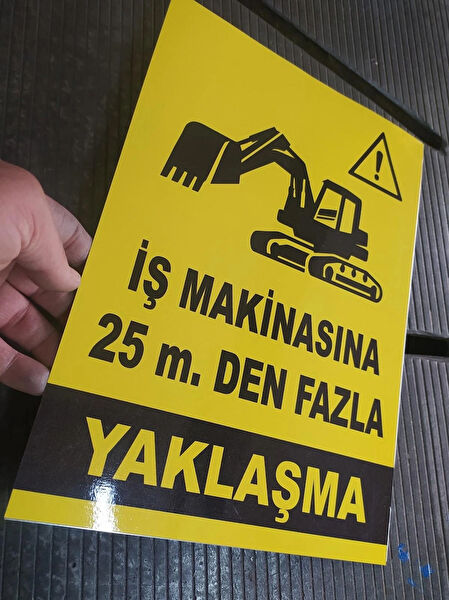 İŞ MAKİNASINA
25 m. DEN FAZLA
YAKLAŞMA